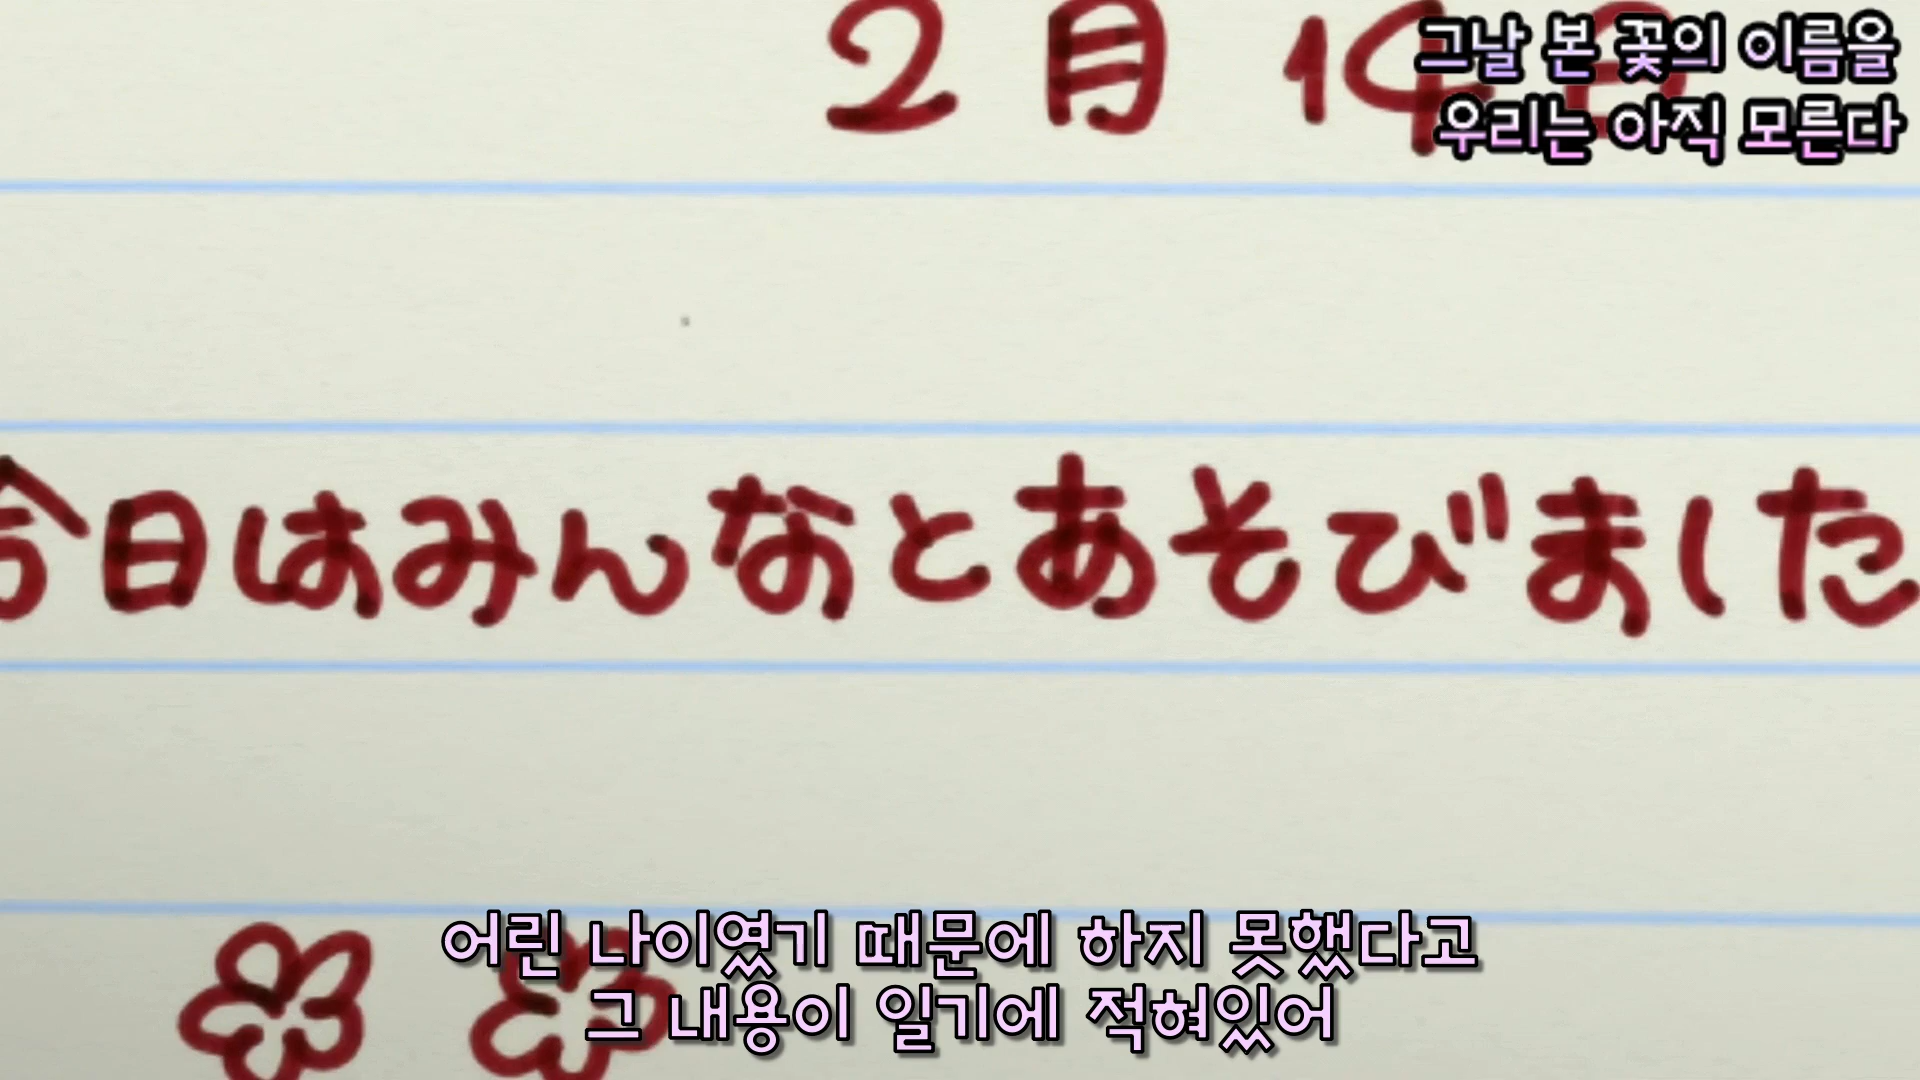 2月14日
그날 본 꽃의 이름을
우리는 아직 모른다
今日はみんなとあそびました
어린 나이였기 때문에 하지 못했다고
그 내용이 일기에 적혀있어